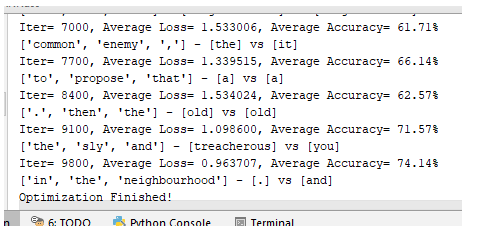 Iter= 7000, Average Loss= 1.533006, Average Accuracy= 61.71%
['common', 'enemy', ','] - [the] vs [it]
Iter= 7700, Average Loss= 1.339515, Average Accuracy= 66.14%
['to', 'propose', 'that'] - [a] vs [a]
Iter= 8400, Average Loss= 1.534024, Average Accuracy= 62.57%
['.', 'then', 'the'] - [old] vs [old]
Iter= 9100, Average Loss= 1.098600, Average Accuracy= 71.57%
['the', 'sly', 'and'] - [treacherous] vs [you]
Iter= 9800, Average Loss= 0.963707, Average Accuracy= 74.14%
['in', 'the', 'neighbourhood'] - [.] vs [and]
Optimization Finished!
n 6: TODO Python Console Terminal